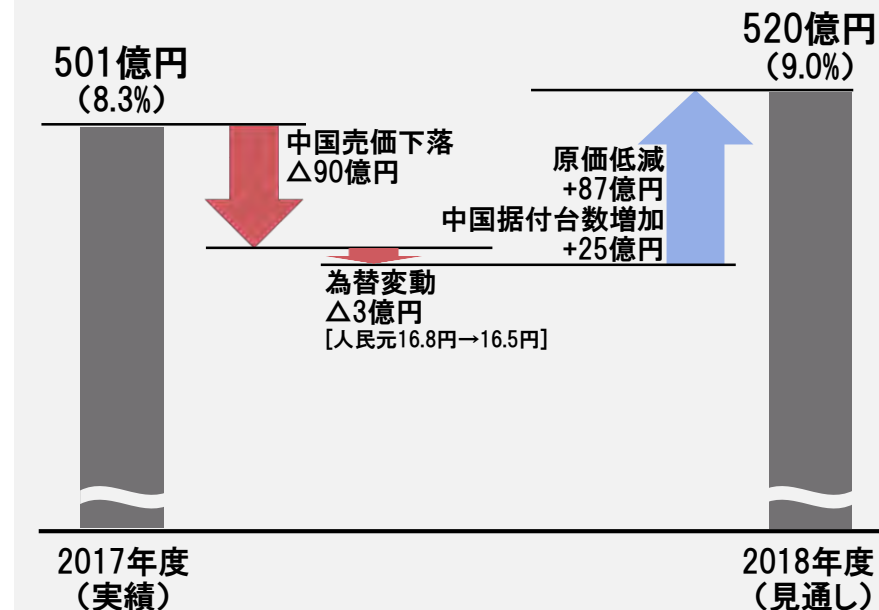 501億円
(8.3%)
中国売価下落
△90億円
為替変動
△3億円
[人民元16.8円→16.5円]
原価低減
+87億円
中国据付台数増加
+25億円
520億円
(9.0%)
2017年度
(実績)
2018年度
(見通し)